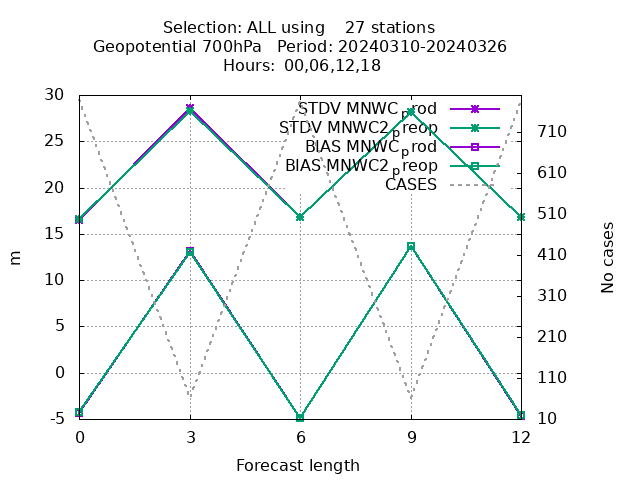 Selection: ALL using    27 stations
Geopotential 700hPa   Period: 20240310-20240326
Hours: 00,06,12,18
STDV MNWC_prod
STDV MNWC2_preop
BIAS MNWC_prod
BIAS MNWC2_preop
CASES
30
25
20
15
10
5
0
-5
m
710
610
510
410
310
210
110
10
No cases
0 3 6 9 12
Forecast length